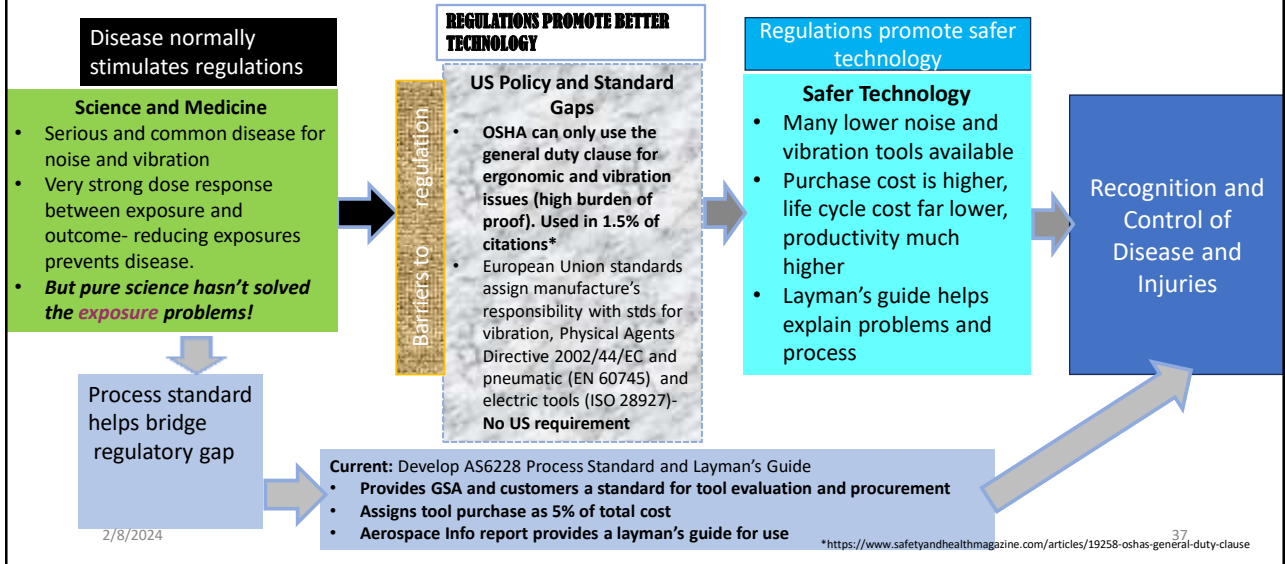 Disease normally
stimulates regulations
Science and Medicine
• Serious and common disease for
noise and vibration
• Very strong dose response
between exposure and
outcome- reducing exposures
prevents disease.
• But pure science hasn't solved
the exposure problems!
Process standard
helps bridge
regulatory gap
Barriers to regulation
REGULATIONS PROMOTE BETTER
TECHNOLOGY
US Policy and Standard
Gaps
• OSHA can only use the
general duty clause for
ergonomic and vibration
issues (high burden of
proof). Used in 1.5% of
citations*
• European Union standards
assign manufacture's
responsibility with stds for
vibration, Physical Agents
Directive 2002/44/EC and
pneumatic (EN 60745) and
electric tools (ISO 28927)-
No US requirement
Regulations promote safer
technology
Safer Technology
• Many lower noise and
vibration tools available
• Purchase cost is higher,
life cycle cost far lower,
productivity much
higher
• Layman's guide helps
explain problems and
process
Recognition and
Control of
Disease and
Injuries
Current: Develop AS6228 Process Standard and Layman's Guide
• Provides GSA and customers a standard for tool evaluation and procurement
• Assigns tool purchase as 5% of total cost
• Aerospace Info report provides a layman's guide for use
2/8/2024
37
*https://www.safetyandhealthmagazine.com/articles/19258-oshas-general-duty-clause